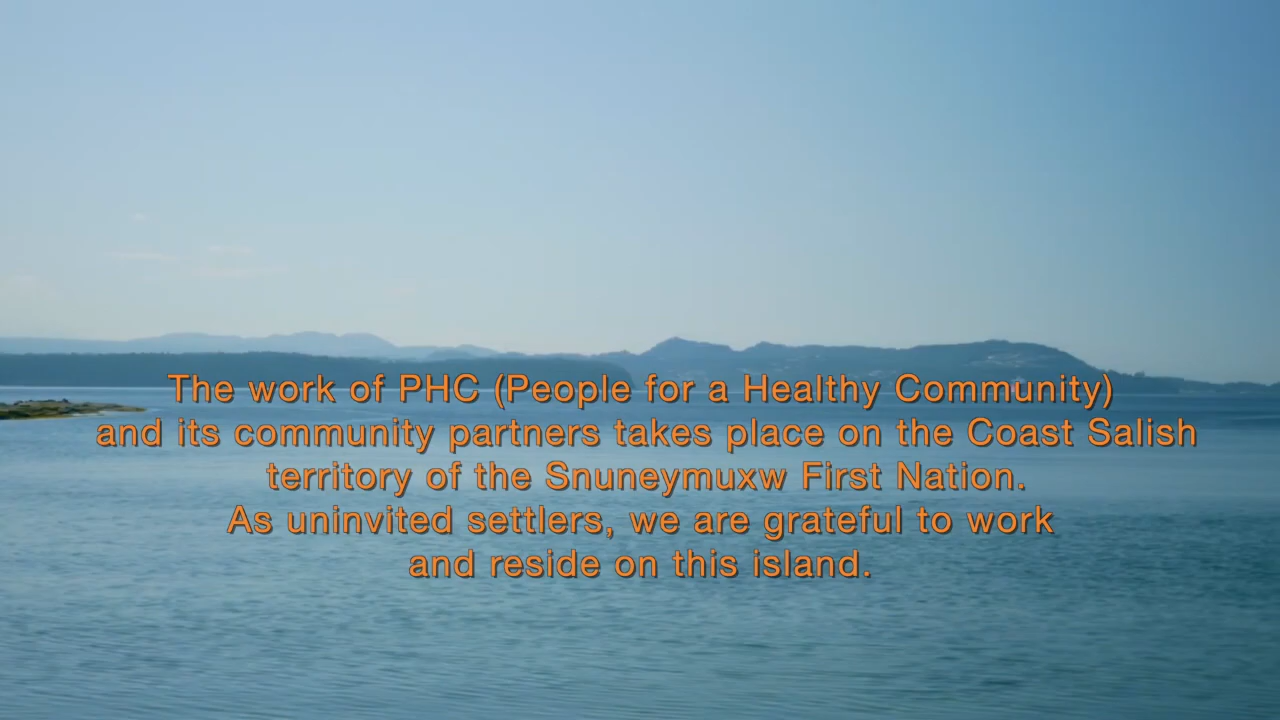 The work of PHC (People for a Healthy Community)
and its community partners takes place on the Coast Salish
territory of the Snuneymuxw First Nation.
As uninvited settlers, we are grateful to work
and reside on this island.